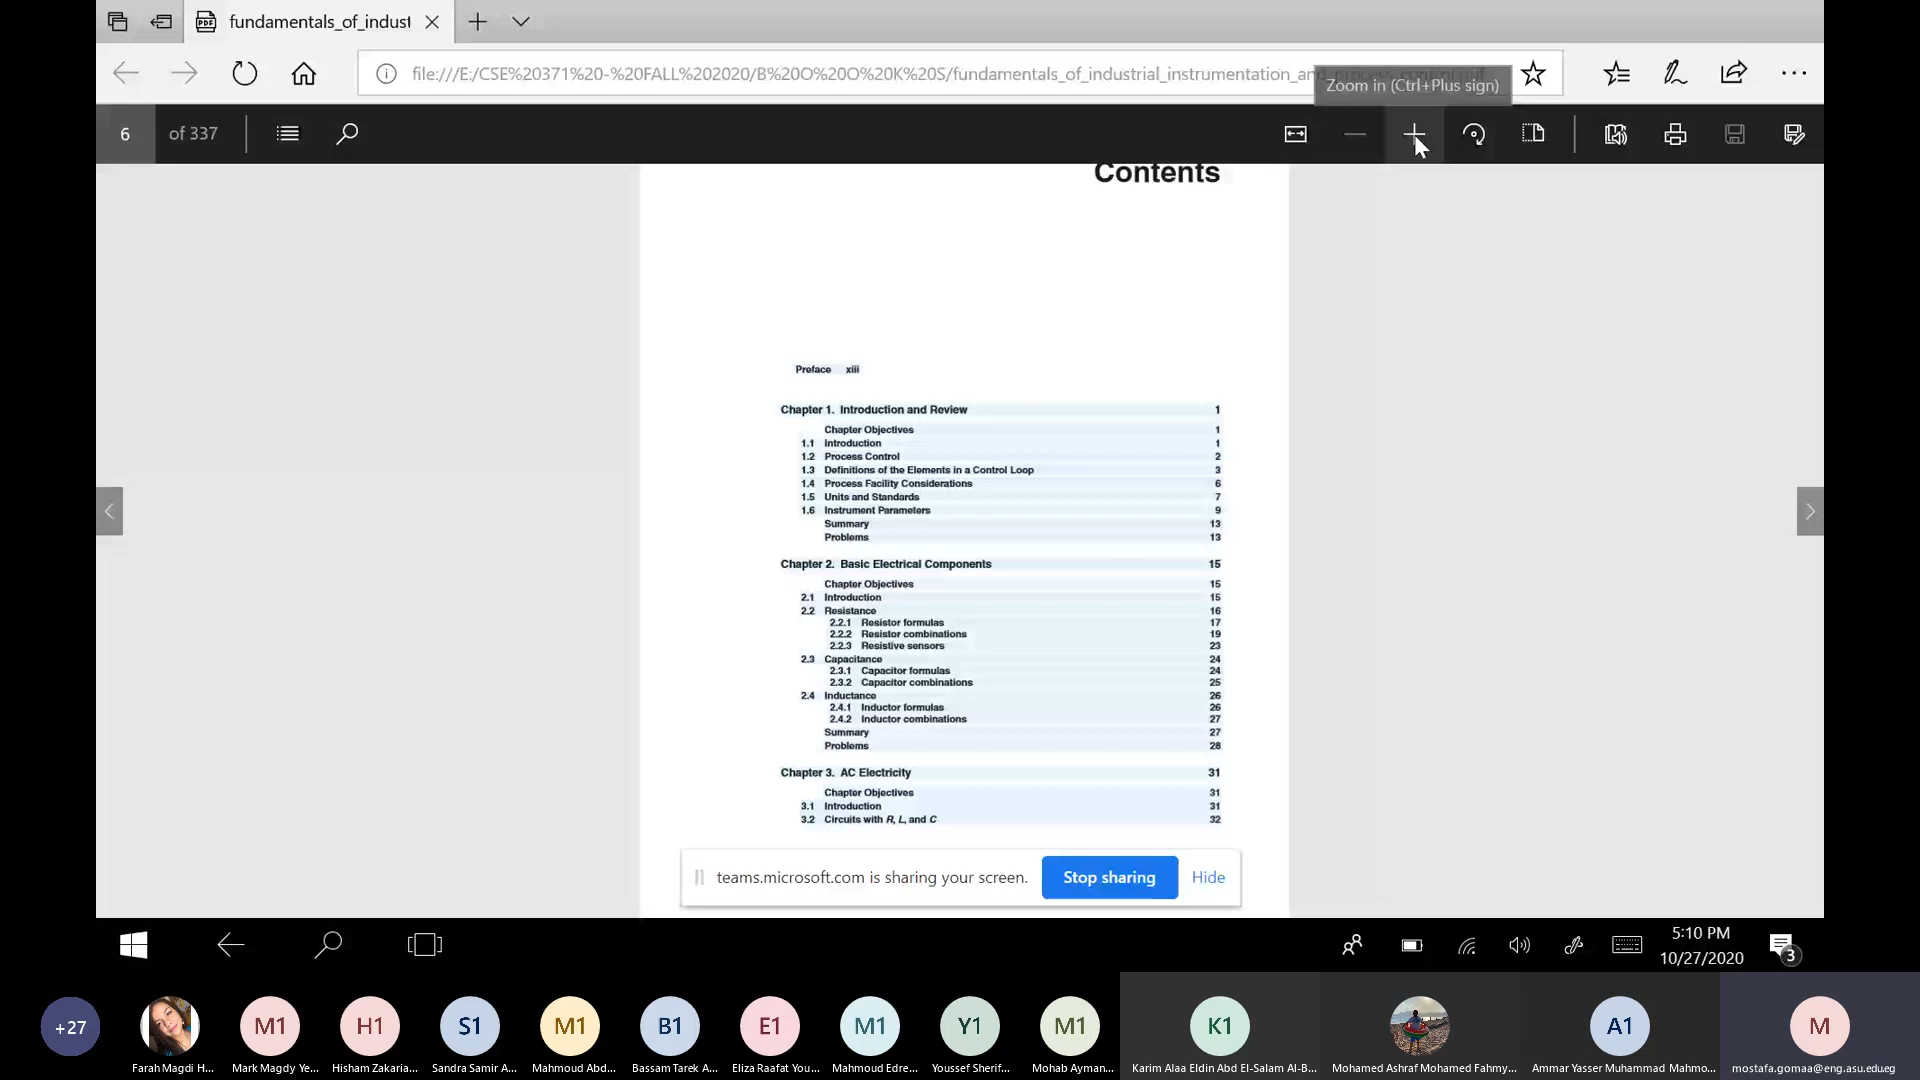 fundamentals_of_indust
file:///E:/CSE%20371%20-%20FALL%202020/B%20O%20O%20K%20S/fundamentals_of_industrial_instrumentation_an
Zoom in (Ctrl+Plus sign)
6 of 337
Contents
Preface xiii
Chapter 1. Introduction and Review 1
Chapter Objectives 1
1.1 Introduction 1
1.2 Process Control 2
1.3 Definitions of the Elements in a Control Loop 3
1.4 Process Facility Considerations 6
1.5 Units and Standards 7
1.6 Instrument Parameters 9
Summary 13
Problems 13
Chapter 2. Basic Electrical Components 15
Chapter Objectives 15
2.1 Introduction 15
2.2 Resistance 16
2.2.1 Resistor formulas 17
2.2.2 Resistor combinations 19
2.2.3 Resistive sensors 23
2.3 Capacitance 24
2.3.1 Capacitor formulas 24
2.3.2 Capacitor combinations 25
2.4 Inductance 26
2.4.1 Inductor formulas 26
2.4.2 Inductor combinations 27
Summary 27
Problems 28
Chapter 3. AC Electricity 31
Chapter Objectives 31
3.1 Introduction 31
3.2 Circuits with R, L, and C 32
teams.microsoft.com is sharing your screen. Stop sharing Hide
5:10 PM
10/27/2020
3
+27 M1 H1 S1 M1 B1 E1 M1 Y1 M1 K1 A1 M
Farah Magdi H... Mark Magdy Ye... Hisham Zakaria... Sandra Samir A... Mahmoud Abd... Bassam Tarek A... Eliza Raafat You... Mahmoud Edre... Youssef Sherif... Mohab Ayman... Karim Alaa Eldin Abd El-Salam Al-B... Mohamed Ashraf Mohamed Fahmy... Ammar Yasser Muhammad Mahmo... mostafa.gomaa@eng.asu.edu.eg